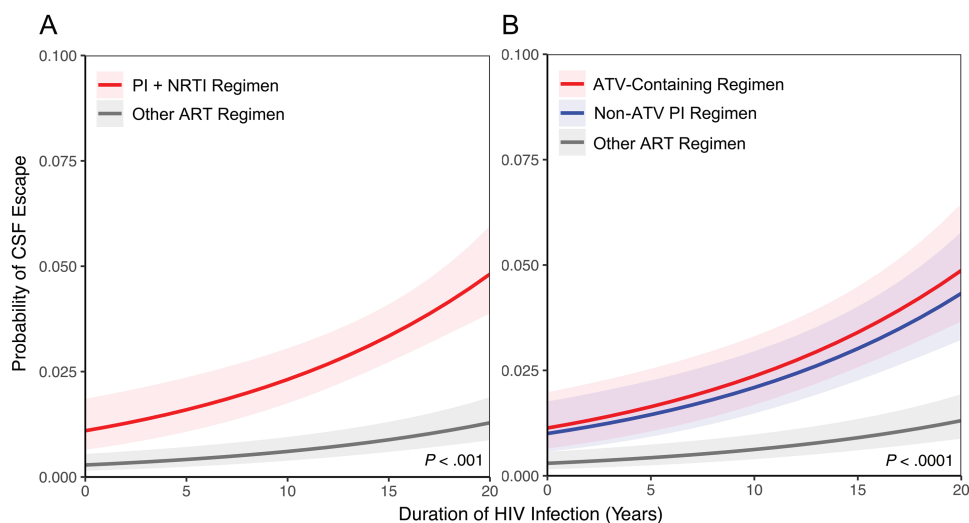 A
B
Probability of CSF Escape
0.100
0.075
0.050
0.025
0.000
PI + NRTI Regimen
Other ART Regimen
P < .001
0
5
10
15
20
0.100
0.075
0.050
0.025
0.000
ATV-Containing Regimen
Non-ATV PI Regimen
Other ART Regimen
P < .0001
0
5
10
15
20
Duration of HIV Infection (Years)